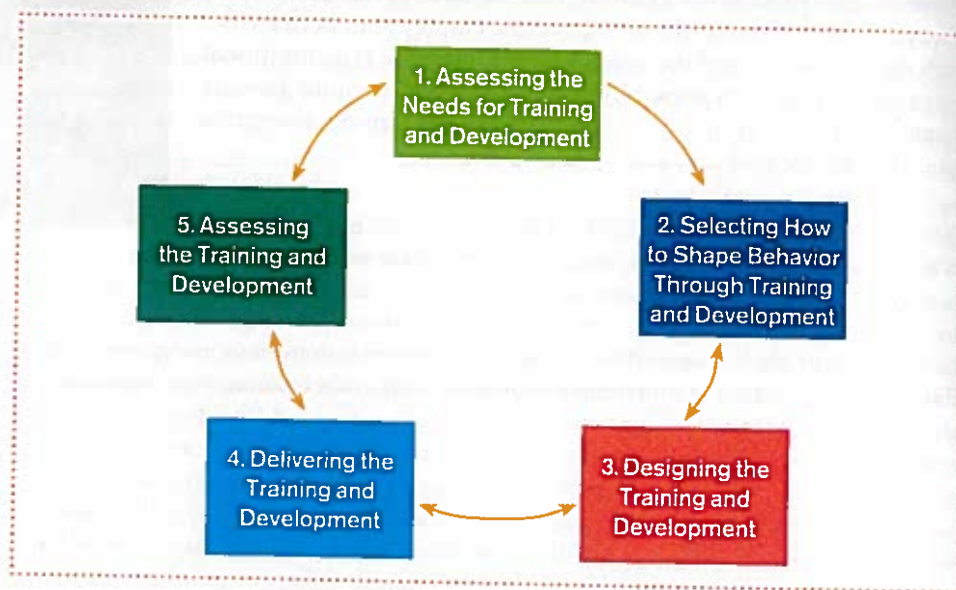 1. Assessing the
Needs for Training
and Development
2. Selecting How
to Shape Behavior
Through Training
and Development
3. Designing the
Training and
Development
4. Delivering the
Training and
Development
5. Assessing
the Training and
Development